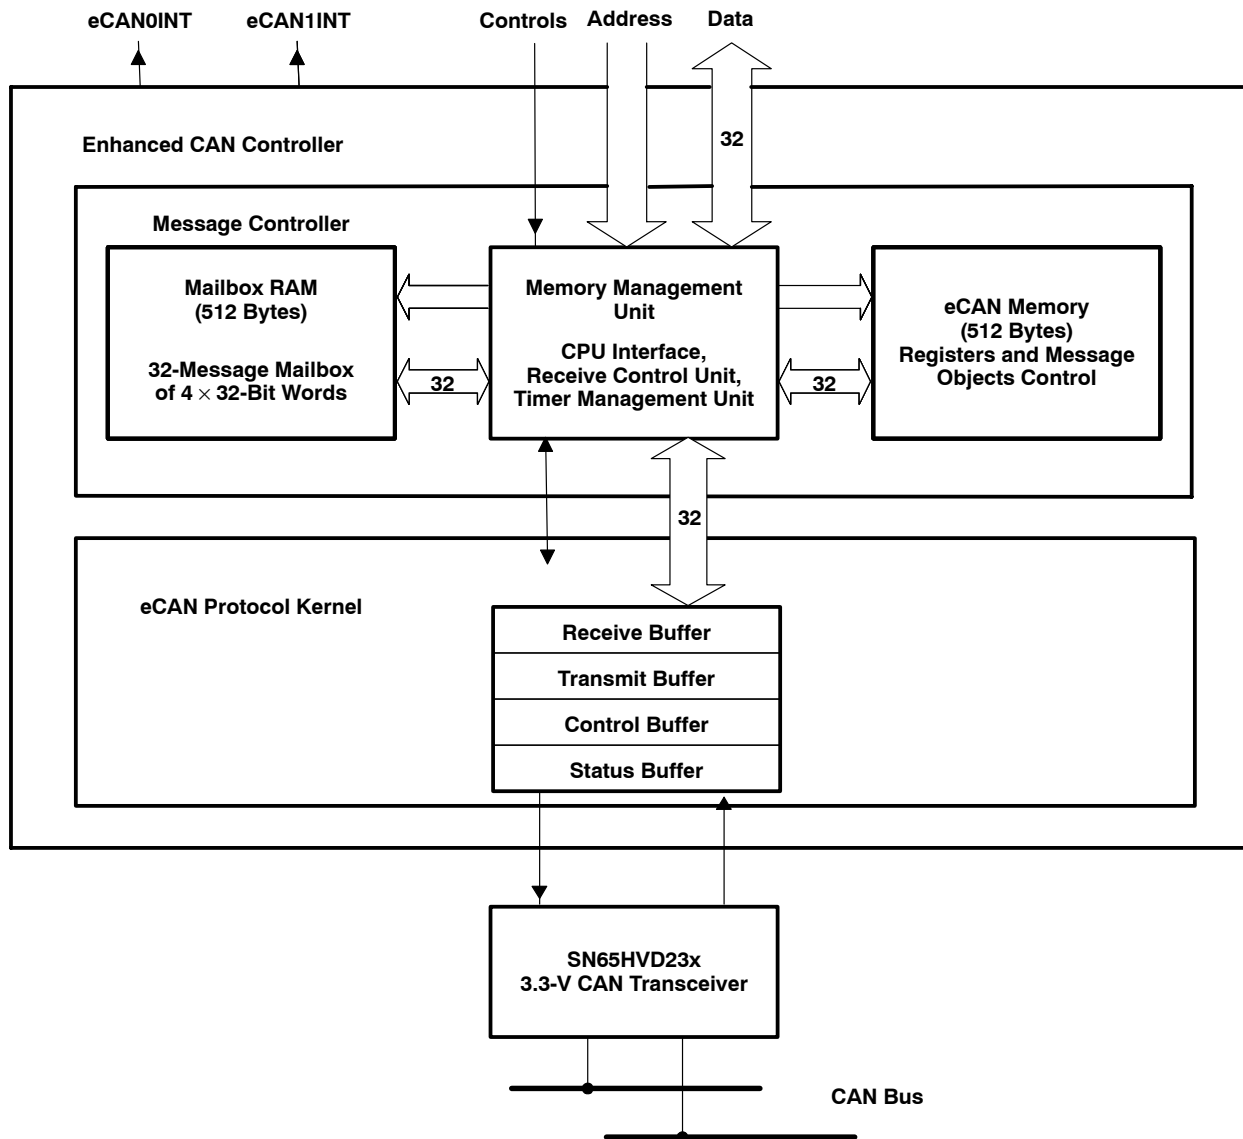 eCAN0INT
eCAN1INT
Controls
Address
Data
32
Enhanced CAN Controller
Message Controller
Mailbox RAM
(512 Bytes)
32-Message Mailbox
of 4 × 32-Bit Words
32
Memory Management
Unit
CPU Interface,
Receive Control Unit,
Timer Management Unit
32
eCAN Memory
(512 Bytes)
Registers and Message
Objects Control
32
eCAN Protocol Kernel
Receive Buffer
Transmit Buffer
Control Buffer
Status Buffer
SN65HVD23x
3.3-V CAN Transceiver
CAN Bus